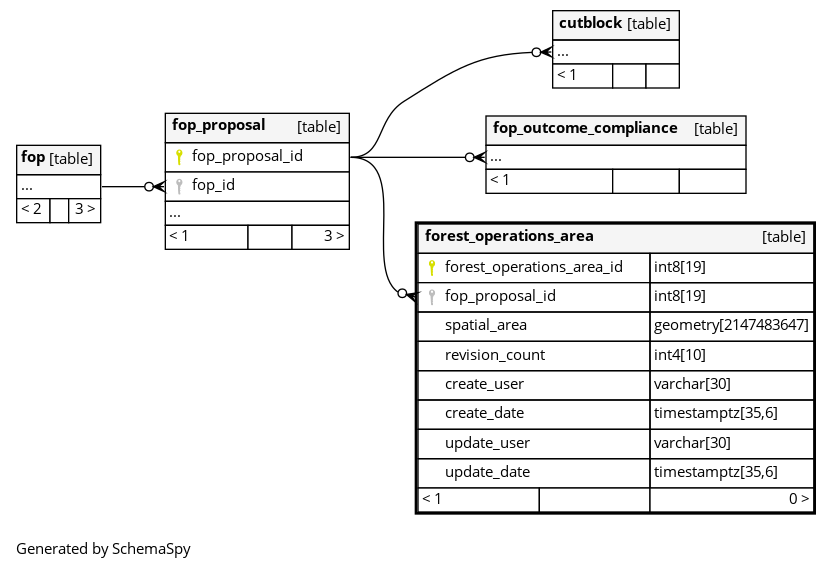 cutblock [table]
...
< 1
fop_proposal [table]
fop_proposal_id
fop_id
...
< 1 3 >
fop [table]
...
< 2 3 >
fop_outcome_compliance [table]
...
< 1
forest_operations_area [table]
forest_operations_area_id int8[19]
fop_proposal_id int8[19]
spatial_area geometry[2147483647]
revision_count int4[10]
create_user varchar[30]
create_date timestamptz[35,6]
update_user varchar[30]
update_date timestamptz[35,6]
< 1 0 >
Generated by SchemaSpy